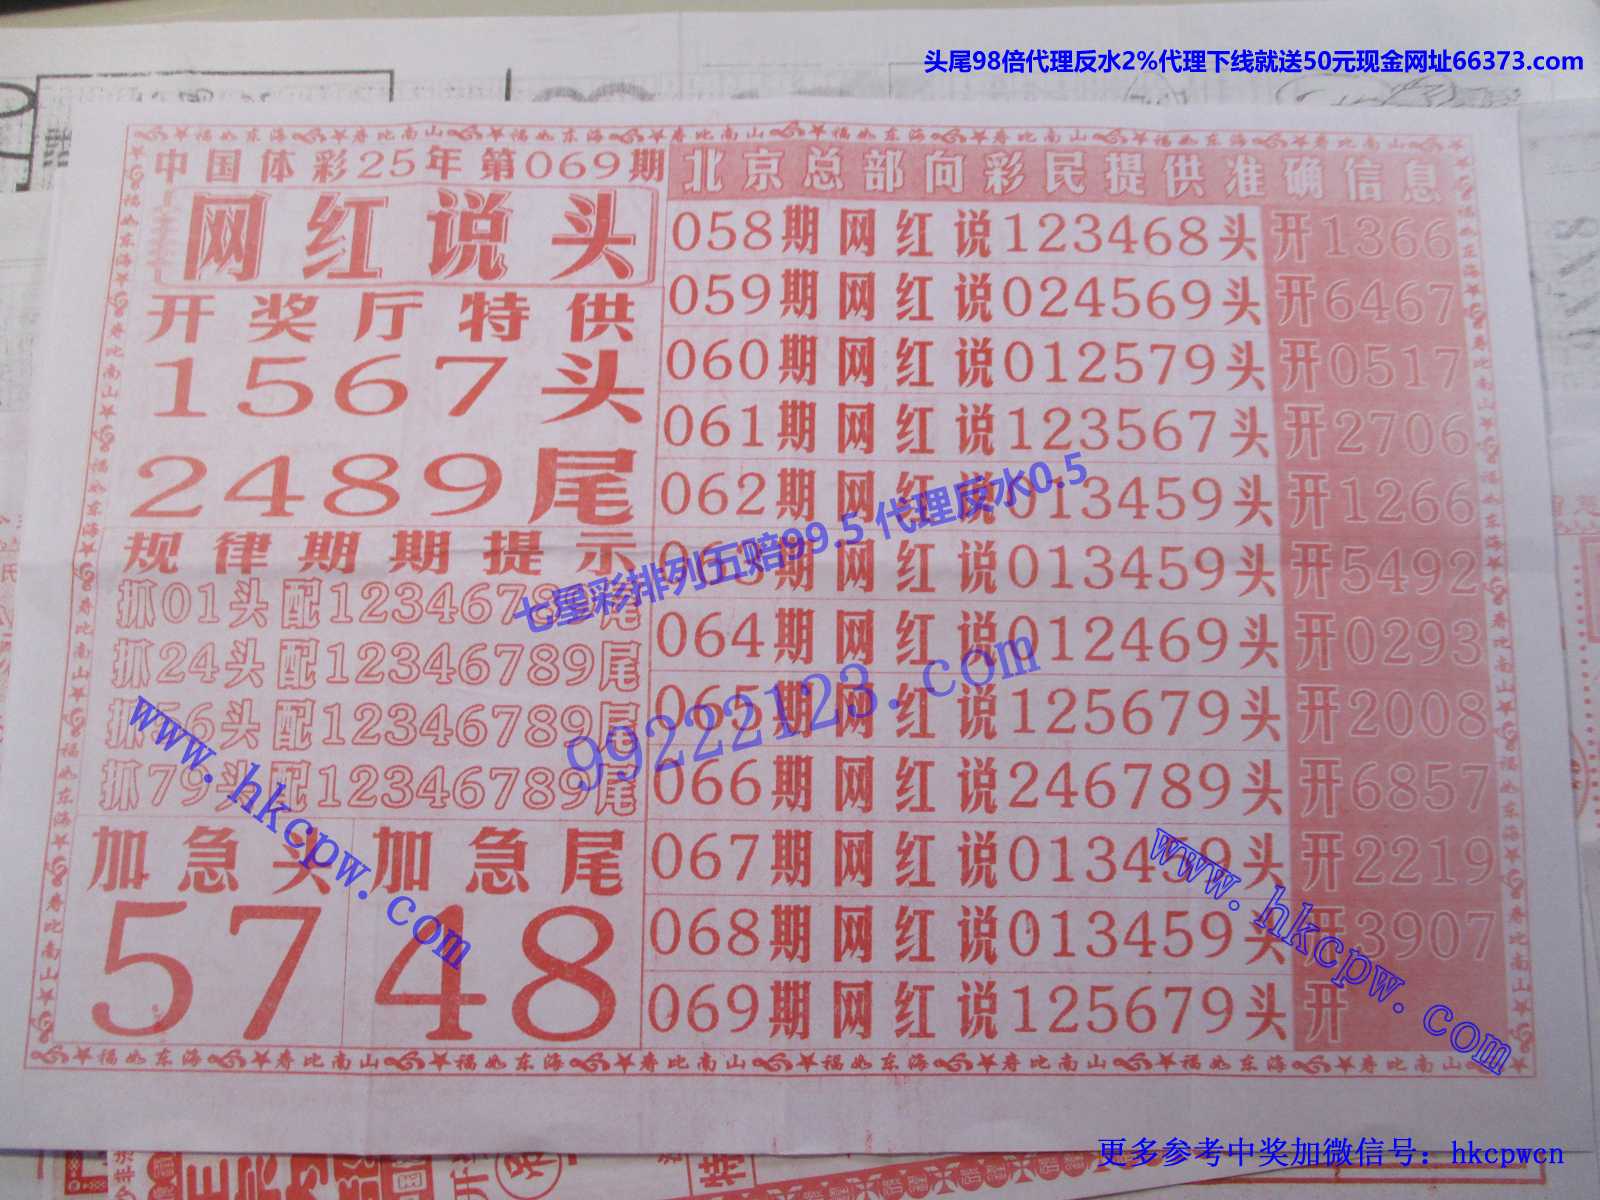 头尾98倍代理反水2%代理下线就送50元现金网址66373.com
中国体彩25年第069期
网红说头
开奖厅特供
1567头
2489尾
规律期期提示
抓01头配12346789尾
抓24头配12346789尾
抓56头配12346789尾
抓79头配12346789尾
加急头 加急尾
57 48
北京总部向彩民提供准确信息
058期网红说123468头开1366
059期网红说024569头开6467
060期网红说012579头开0517
061期网红说123567头开2706
062期网红说013459头开1266
063期网红说013459头开5492
064期网红说012469头开0293
065期网红说125679头开2008
066期网红说246789头开6857
067期网红说013459头开2219
068期网红说013459头开3907
069期网红说125679头开
七星彩排列五赔99.5 代理反水0.5
99222123.com
www.hkcpw.com
www.hkcpw.com
福如东海 寿比南山
更多参考中奖加微信号：hkcpwcn